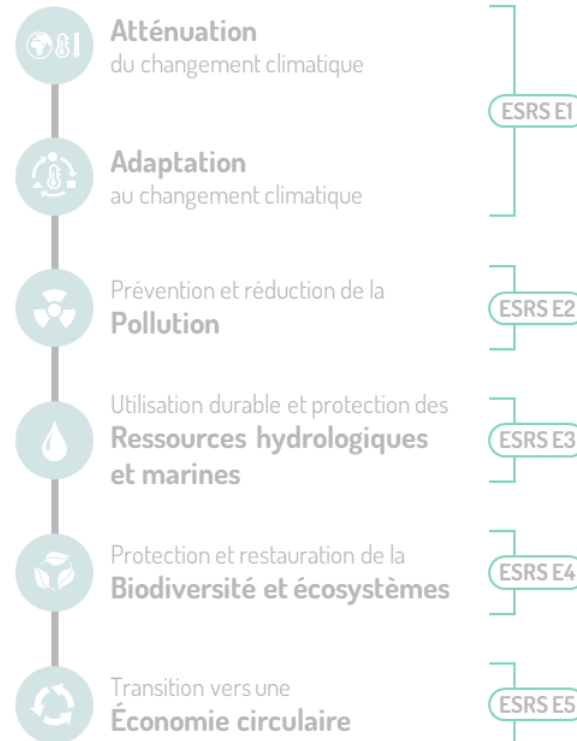 Atténuation
du changement climatique
ESRS E1
Adaptation
au changement climatique
Prévention et réduction de la
Pollution
ESRS E2
Utilisation durable et protection des
Ressources hydrologiques
et marines
ESRS E3
Protection et restauration de la
Biodiversité et écosystèmes
ESRS E4
Transition vers une
Économie circulaire
ESRS E5